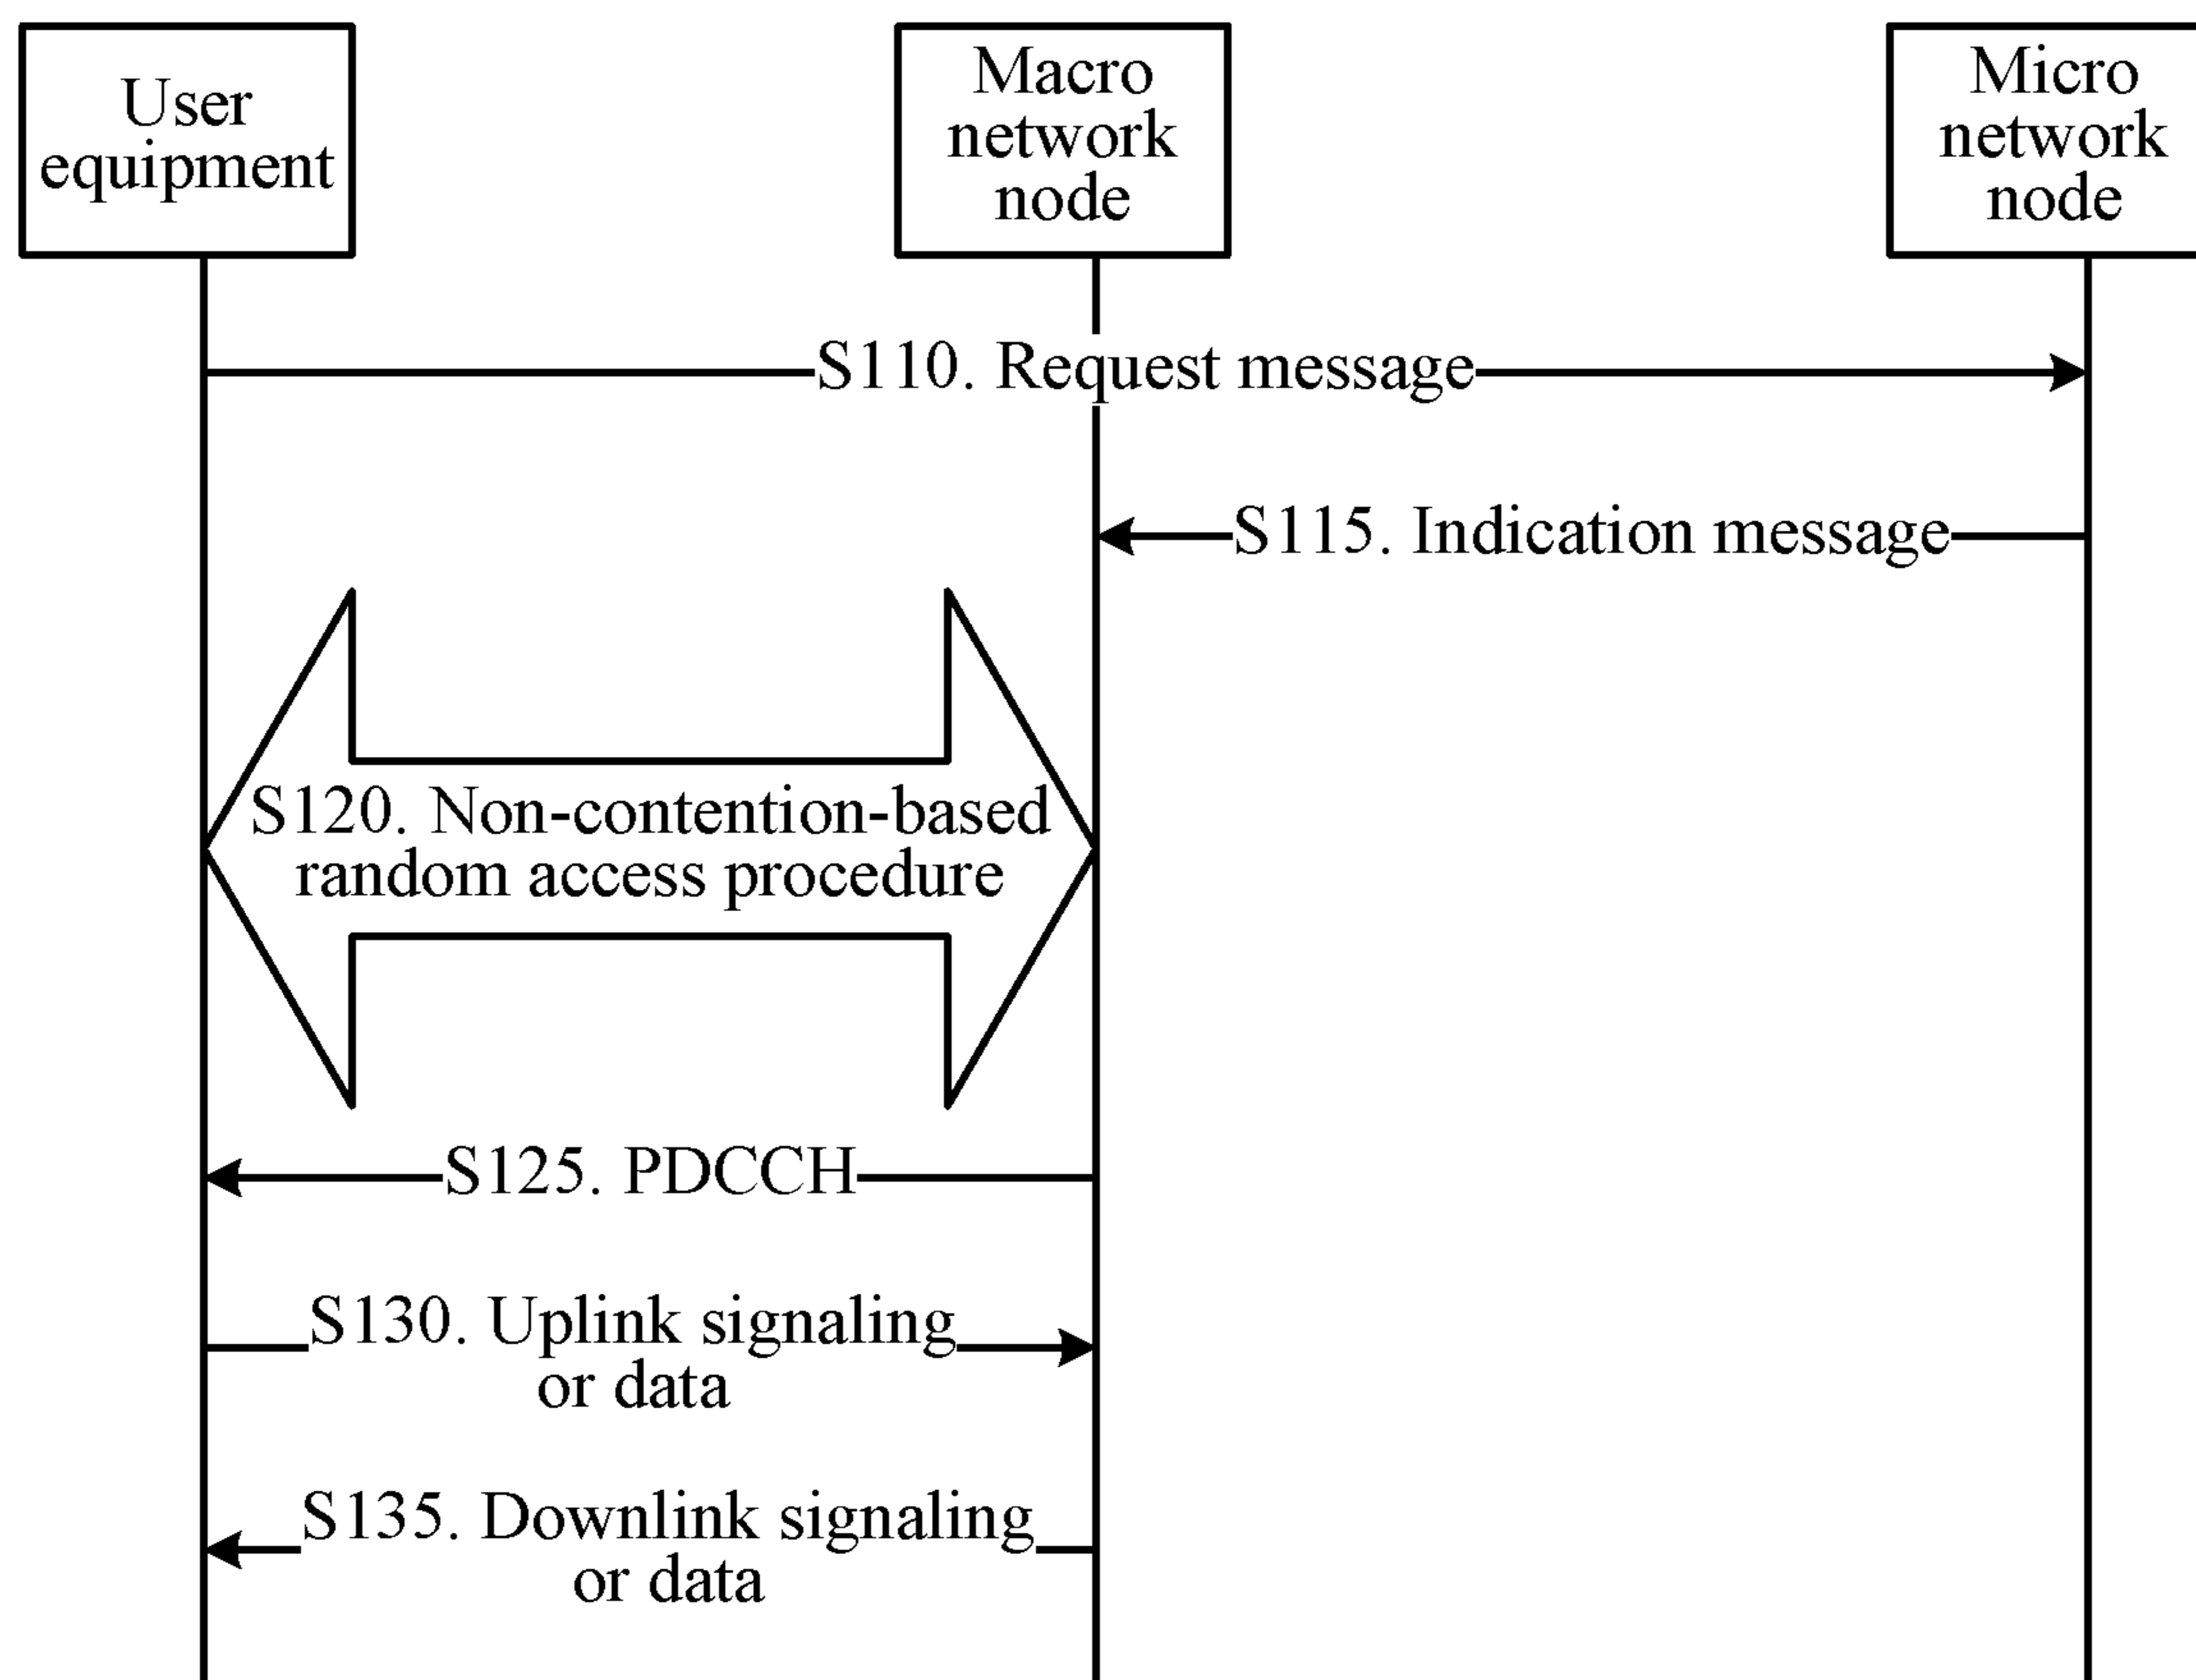 User
equipment
Macro
network
node
Micro
network
node
S110. Request message
S115. Indication message
S120. Non-contention-based
random access procedure
S125. PDCCH
S130. Uplink signaling
or data
S135. Downlink signaling
or data